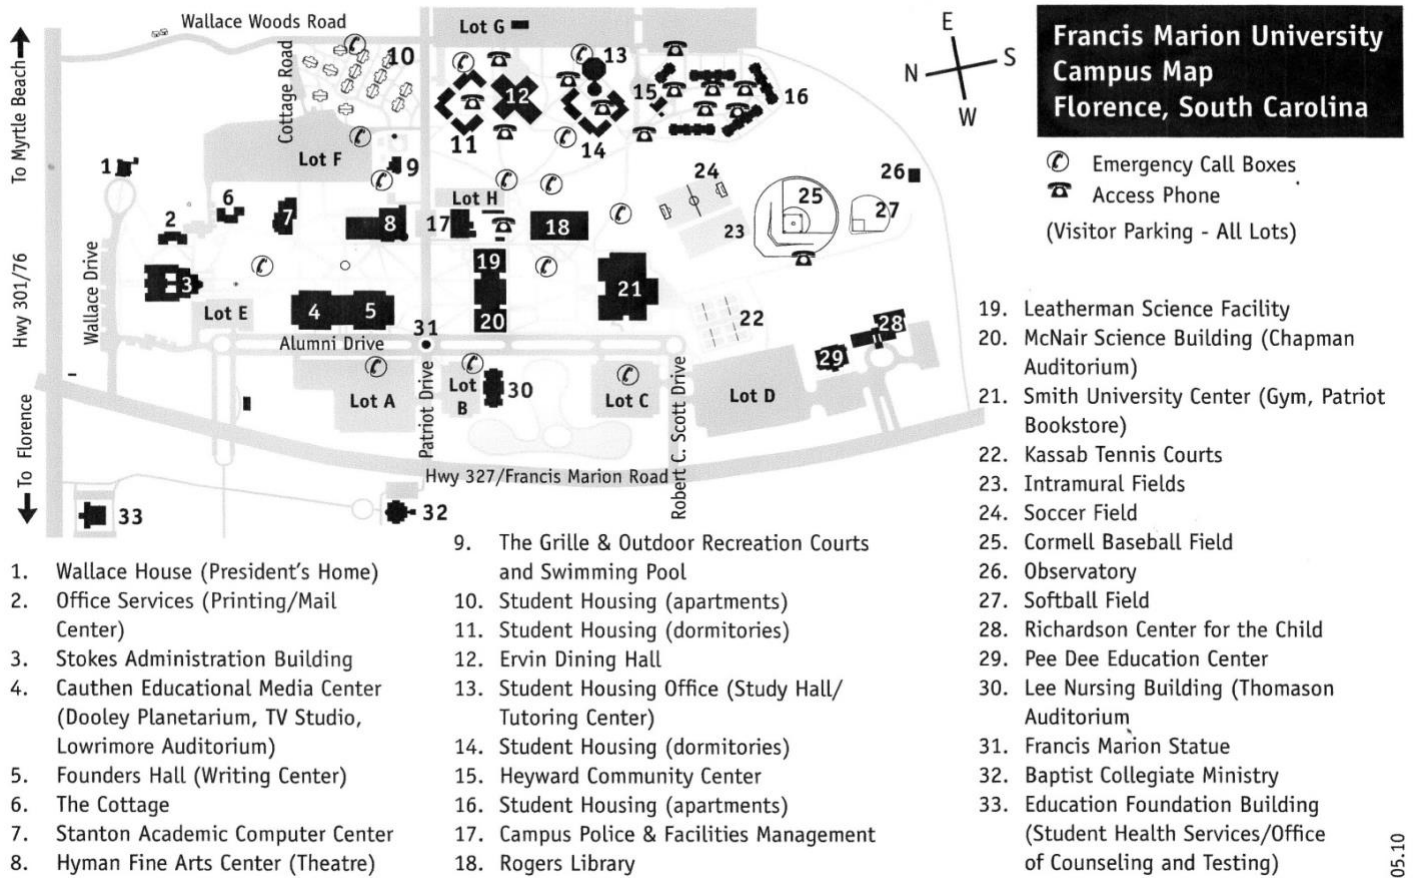 Francis Marion University
Campus Map
Florence, South Carolina
Emergency Call Boxes
Access Phone
(Visitor Parking - All Lots)
E
N
S
W
Wallace Woods Road
Lot G
To Myrtle Beach
Cottage Road
10
13
12
15
16
11
14
Lot F
1
9
24
26
6
Lot H
25
2
7
8
17
18
23
27
Hwy 301/76
Wallace Drive
3
19
21
Lot E
4
5
20
22
31
28
Alumni Drive
29
Lot A
Patriot Drive
Lot
B
30
Lot C
Robert C. Scott Drive
Lot D
To Florence
Hwy 327/Francis Marion Road
33
32
1. Wallace House (President's Home)
2. Office Services (Printing/Mail
Center)
3. Stokes Administration Building
4. Cauthen Educational Media Center
(Dooley Planetarium, TV Studio,
Lowrimore Auditorium)
5. Founders Hall (Writing Center)
6. The Cottage
7. Stanton Academic Computer Center
8. Hyman Fine Arts Center (Theatre)
9. The Grille & Outdoor Recreation Courts
and Swimming Pool
10. Student Housing (apartments)
11. Student Housing (dormitories)
12. Ervin Dining Hall
13. Student Housing Office (Study Hall/
Tutoring Center)
14. Student Housing (dormitories)
15. Heyward Community Center
16. Student Housing (apartments)
17. Campus Police & Facilities Management
18. Rogers Library
19. Leatherman Science Facility
20. McNair Science Building (Chapman
Auditorium)
21. Smith University Center (Gym, Patriot
Bookstore)
22. Kassab Tennis Courts
23. Intramural Fields
24. Soccer Field
25. Cormell Baseball Field
26. Observatory
27. Softball Field
28. Richardson Center for the Child
29. Pee Dee Education Center
30. Lee Nursing Building (Thomason
Auditorium
31. Francis Marion Statue
32. Baptist Collegiate Ministry
33. Education Foundation Building
(Student Health Services/Office
of Counseling and Testing)
05.10